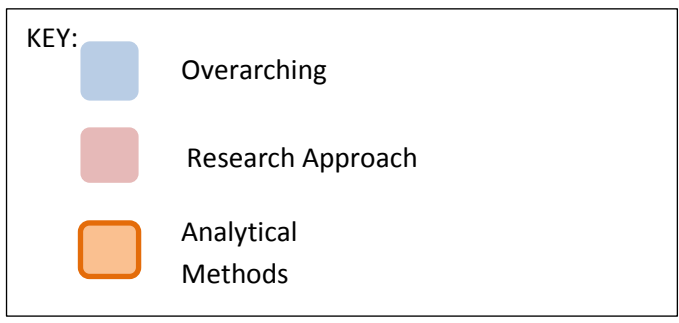 KEY:
Overarching
Research Approach
Analytical
Methods